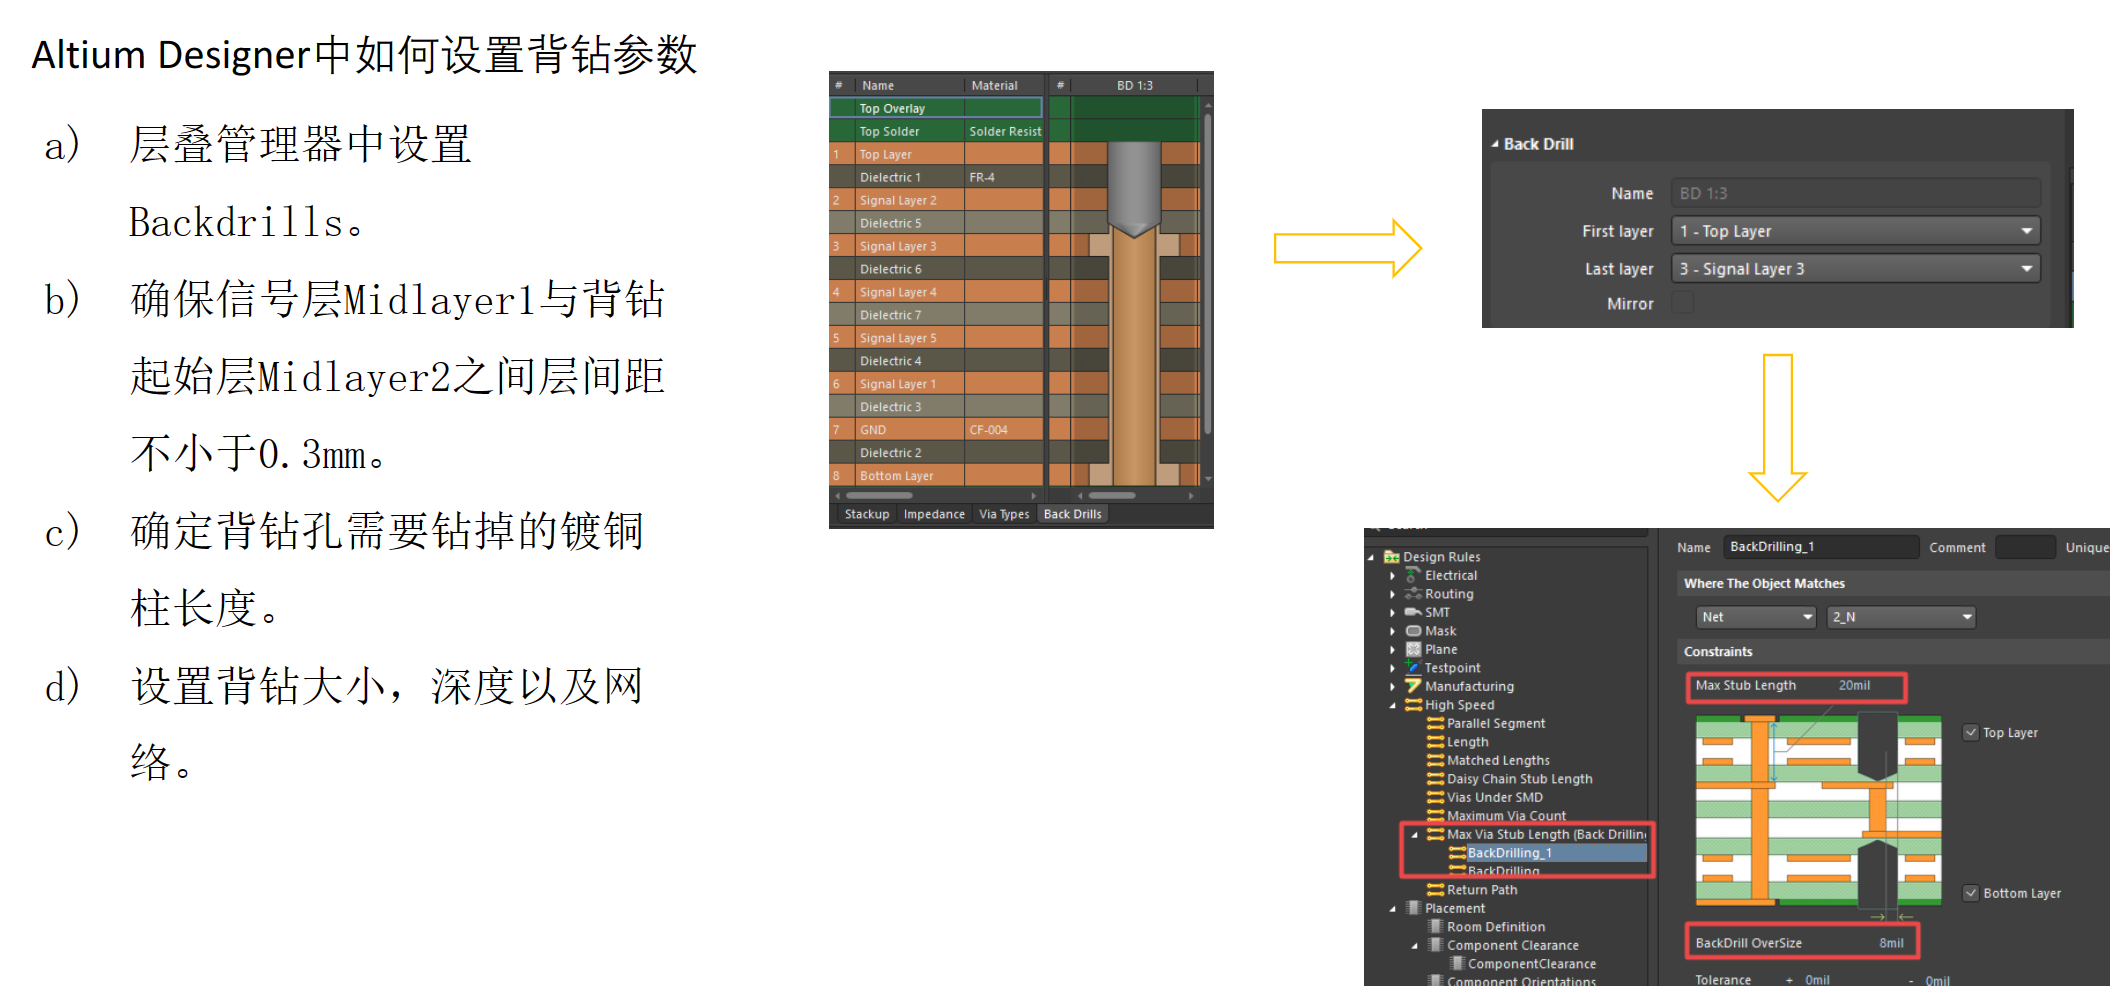 Altium Designer中如何设置背钻参数
a) 层叠管理器中设置
Backdrills。
b) 确保信号层Midlayer1与背钻
起始层Midlayer2之间层间距
不小于0.3mm。
c) 确定背钻孔需要钻掉的镀铜
柱长度。
d) 设置背钻大小，深度以及网
络。
# Name Material # BD 1:3
Top Overlay
Top Solder Solder Resist
1 Top Layer
Dielectric 1 FR-4
2 Signal Layer 2
Dielectric 5
3 Signal Layer 3
Dielectric 6
4 Signal Layer 4
Dielectric 7
5 Signal Layer 5
Dielectric 4
6 Signal Layer 1
Dielectric 3
7 GND CF-004
Dielectric 2
8 Bottom Layer
Stackup Impedance Via Types Back Drills
Back Drill
Name BD 1:3
First layer 1 - Top Layer
Last layer 3 - Signal Layer 3
Mirror
Design Rules
Electrical
Routing
SMT
Mask
Plane
Testpoint
Manufacturing
High Speed
Parallel Segment
Length
Matched Lengths
Daisy Chain Stub Length
Vias Under SMD
Maximum Via Count
Max Via Stub Length (Back Drilling
BackDrilling_1
BackDrilling
Return Path
Placement
Room Definition
Component Clearance
ComponentClearance
Component Orientations
Name BackDrilling_1 Comment Unique
Where The Object Matches
Net 2_N
Constraints
Max Stub Length 20mil
Top Layer
Bottom Layer
BackDrill OverSize 8mil
Tolerance + 0mil - 0mil